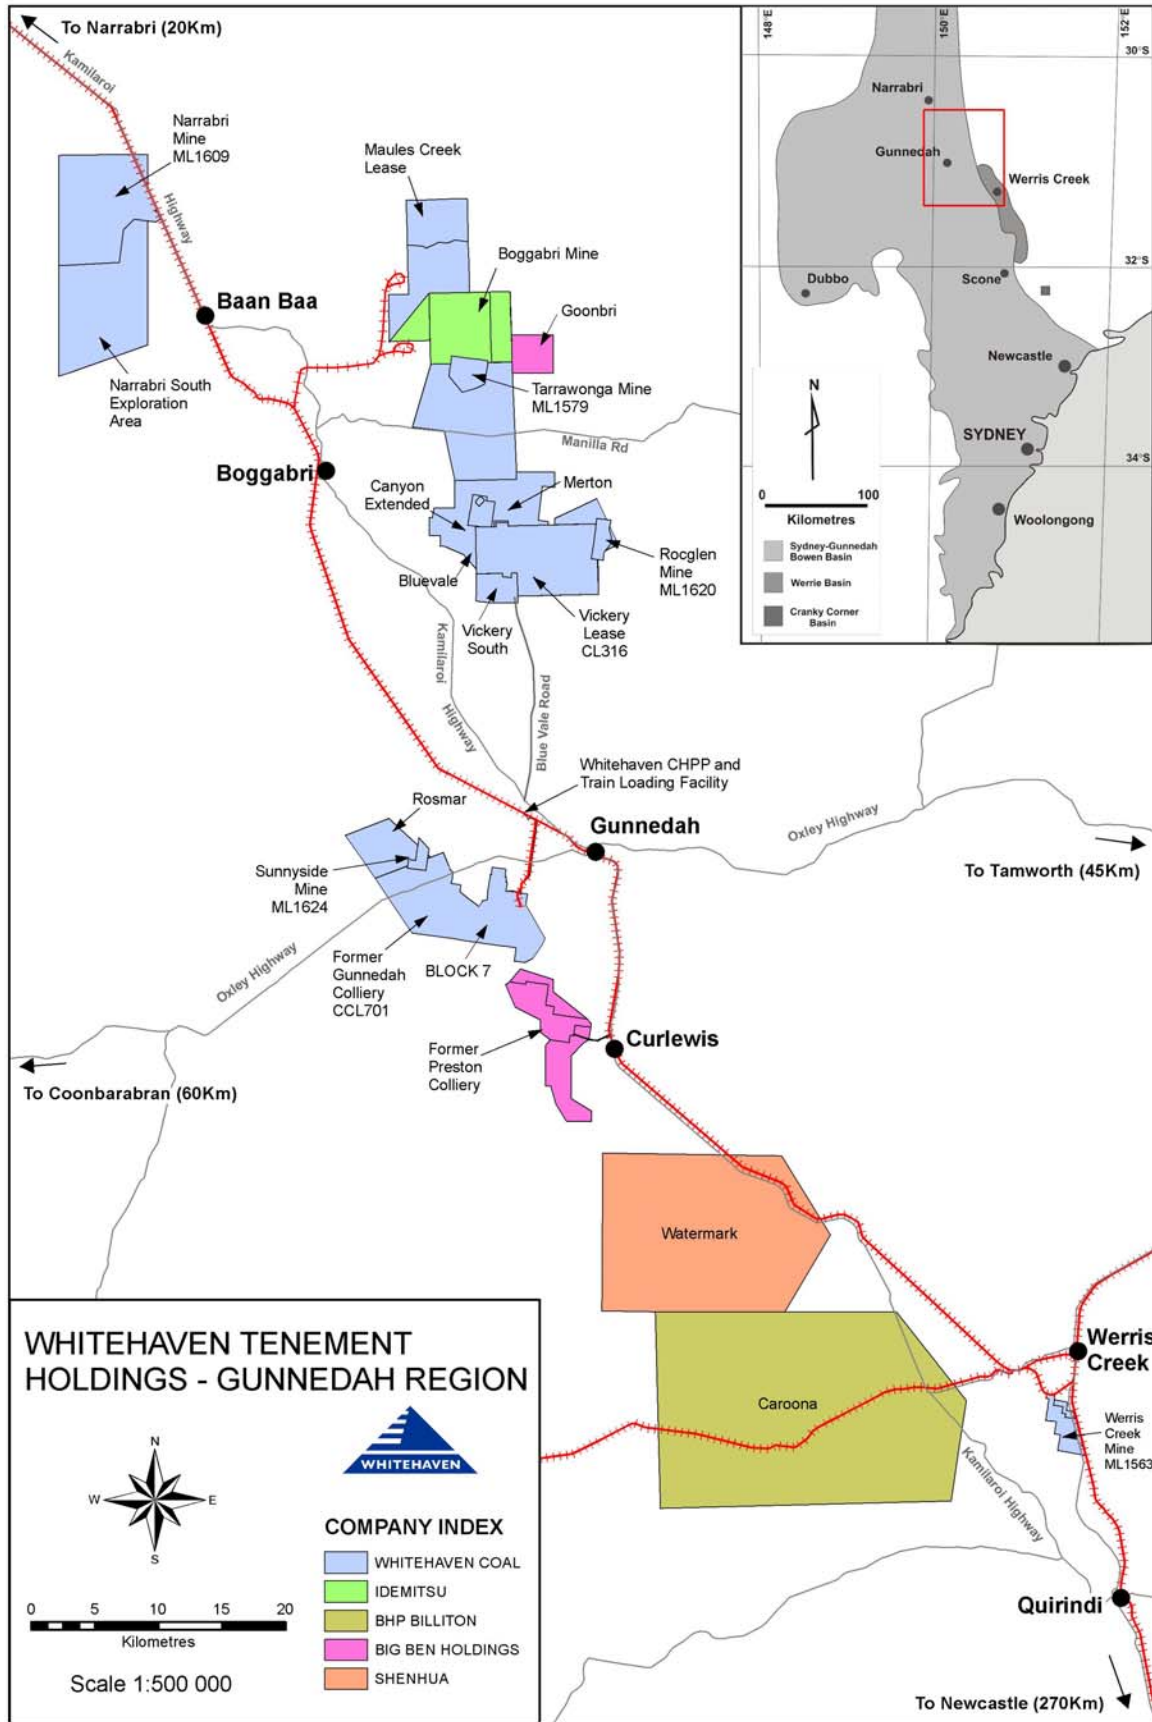 To Narrabri (20Km)
Kamilaroi
Highway
Narrabri
Mine
ML1609
Maules Creek
Lease
Boggabri Mine
Goonbri
Baan Baa
Narrabri South
Exploration
Area
Tarrawonga Mine
ML1579
Manilla Rd
Boggabri
Canyon
Extended
Merton
Bluevale
Rocglen
Mine
ML1620
Vickery
South
Vickery
Lease
CL316
Kamilaroi
Highway
Blue Vale Road
148°E
150°E
152°E
30°S
Narrabri
Gunnedah
Werris Creek
32°S
Dubbo
Scone
Newcastle
N
SYDNEY
34°S
0 100
Kilometres
Woolongong
Sydney-Gunnedah
Bowen Basin
Werrie Basin
Cranky Corner
Basin
Whitehaven CHPP and
Train Loading Facility
Rosmar
Gunnedah
Oxley Highway
To Tamworth (45Km)
Sunnyside
Mine
ML1624
Former
Gunnedah
Colliery
CCL701
BLOCK 7
Oxley Highway
Former
Preston
Colliery
Curlewis
To Coonbarabran (60Km)
Watermark
Caroona
Werris
Creek
Werris
Creek
Mine
ML1563
Kamilaroi Highway
Quirindi
To Newcastle (270Km)
WHITEHAVEN TENEMENT
HOLDINGS - GUNNEDAH REGION
N
W E
S
WHITEHAVEN
COMPANY INDEX
WHITEHAVEN COAL
IDEMITSU
BHP BILLITON
BIG BEN HOLDINGS
SHENHUA
0 5 10 15 20
Kilometres
Scale 1:500 000